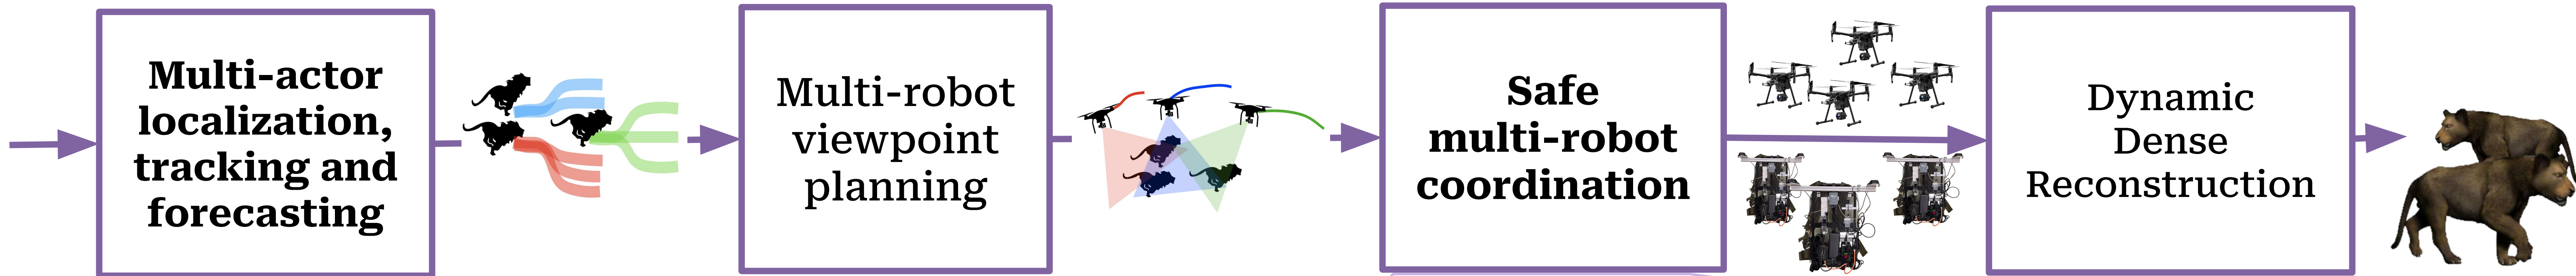 Multi-actor
localization,
tracking and
forecasting
Multi-robot
viewpoint
planning
Safe
multi-robot
coordination
Dynamic
Dense
Reconstruction